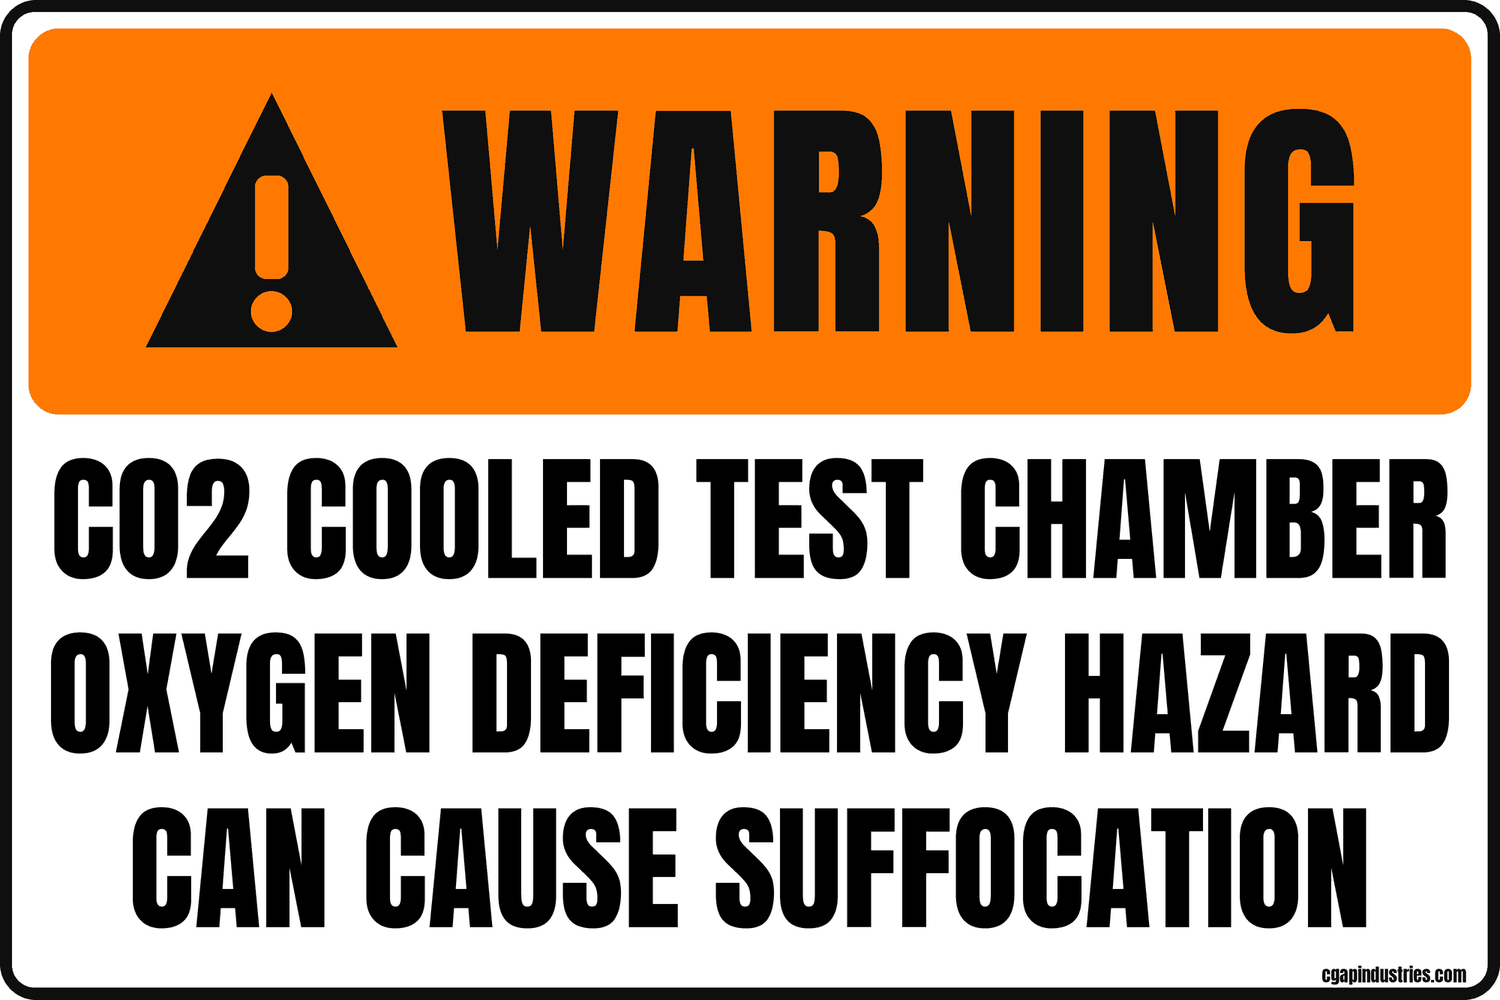 WARNING
CO2 COOLED TEST CHAMBER
OXYGEN DEFICIENCY HAZARD
CAN CAUSE SUFFOCATION
cgapindustries.com